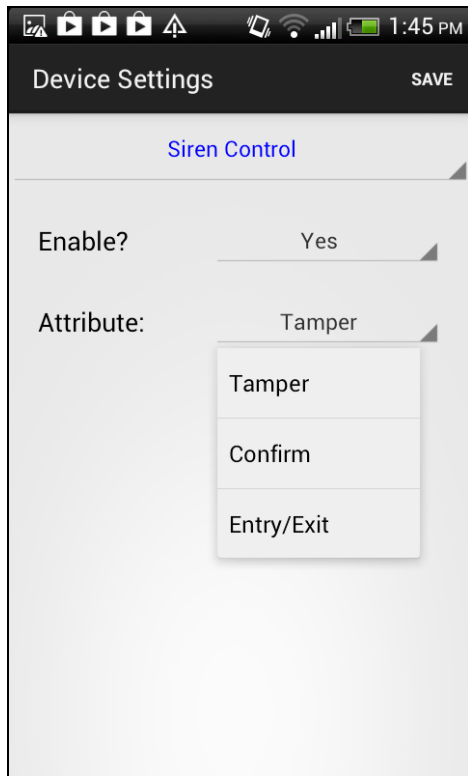 1:45 PM
Device Settings SAVE
Siren Control
Enable? Yes
Attribute: Tamper
Tamper
Confirm
Entry/Exit